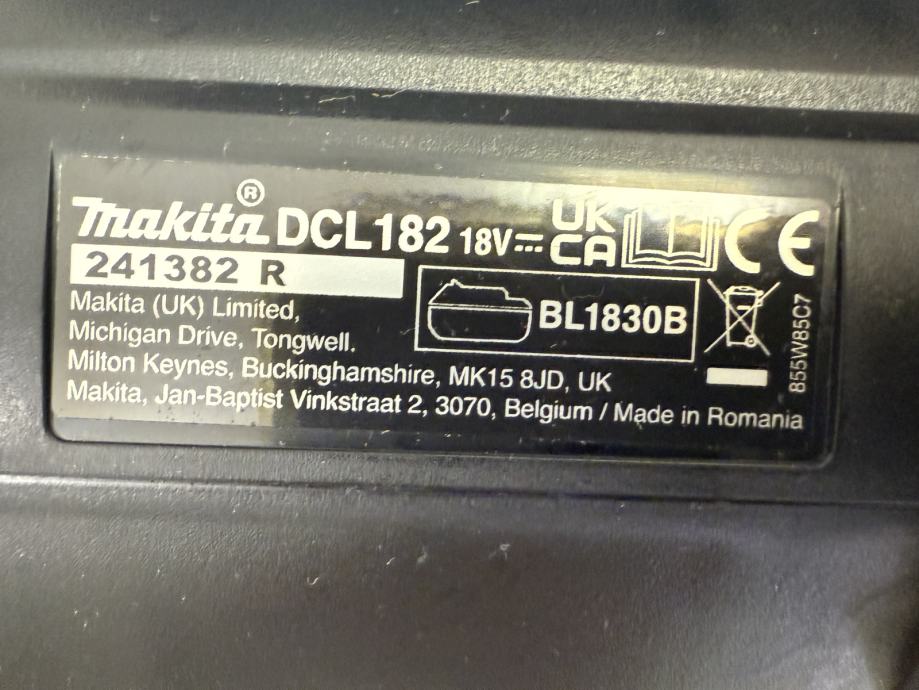 makita® DCL182 18V UK CA CE
241382 R
BL1830B
Makita (UK) Limited,
Michigan Drive, Tongwell.
Milton Keynes, Buckinghamshire, MK15 8JD, UK
Makita, Jan-Baptist Vinkstraat 2, 3070, Belgium / Made in Romania
855W85C7